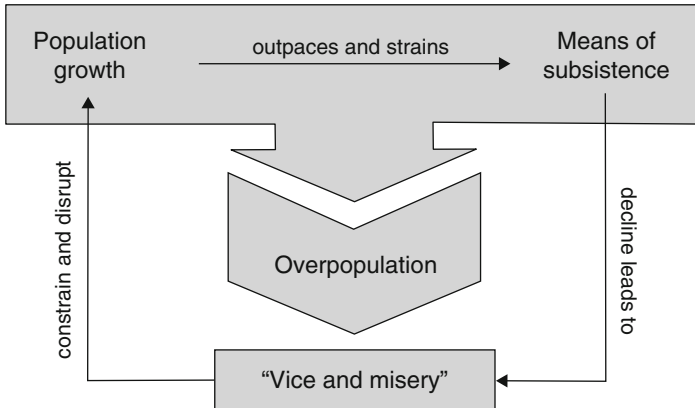 Population
growth
outpaces and strains
Means of
subsistence
constrain and disrupt
Overpopulation
decline leads to
“Vice and misery”